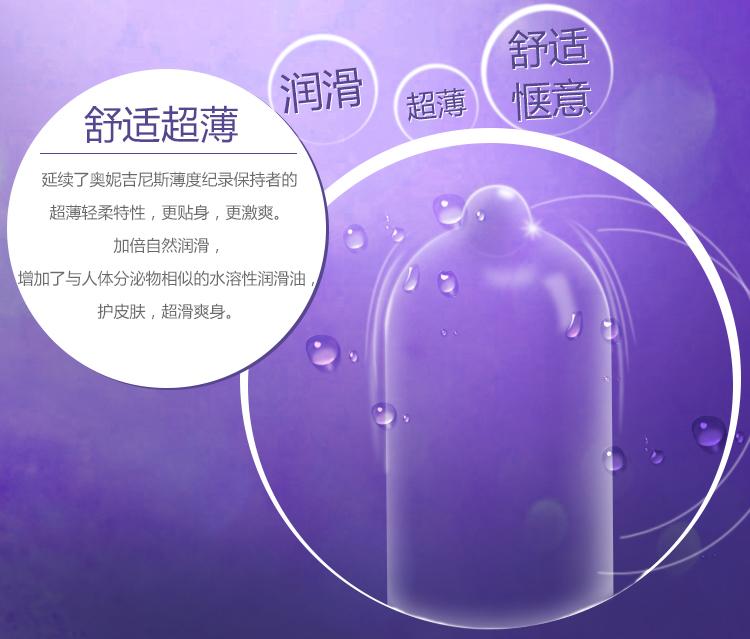 润滑
超薄
舒适
惬意
舒适超薄
延续了奥妮吉尼斯薄度纪录保持者的
超薄轻柔特性，更贴身，更激爽。
加倍自然润滑，
增加了与人体分泌物相似的水溶性润滑油，
护皮肤，超滑爽身。